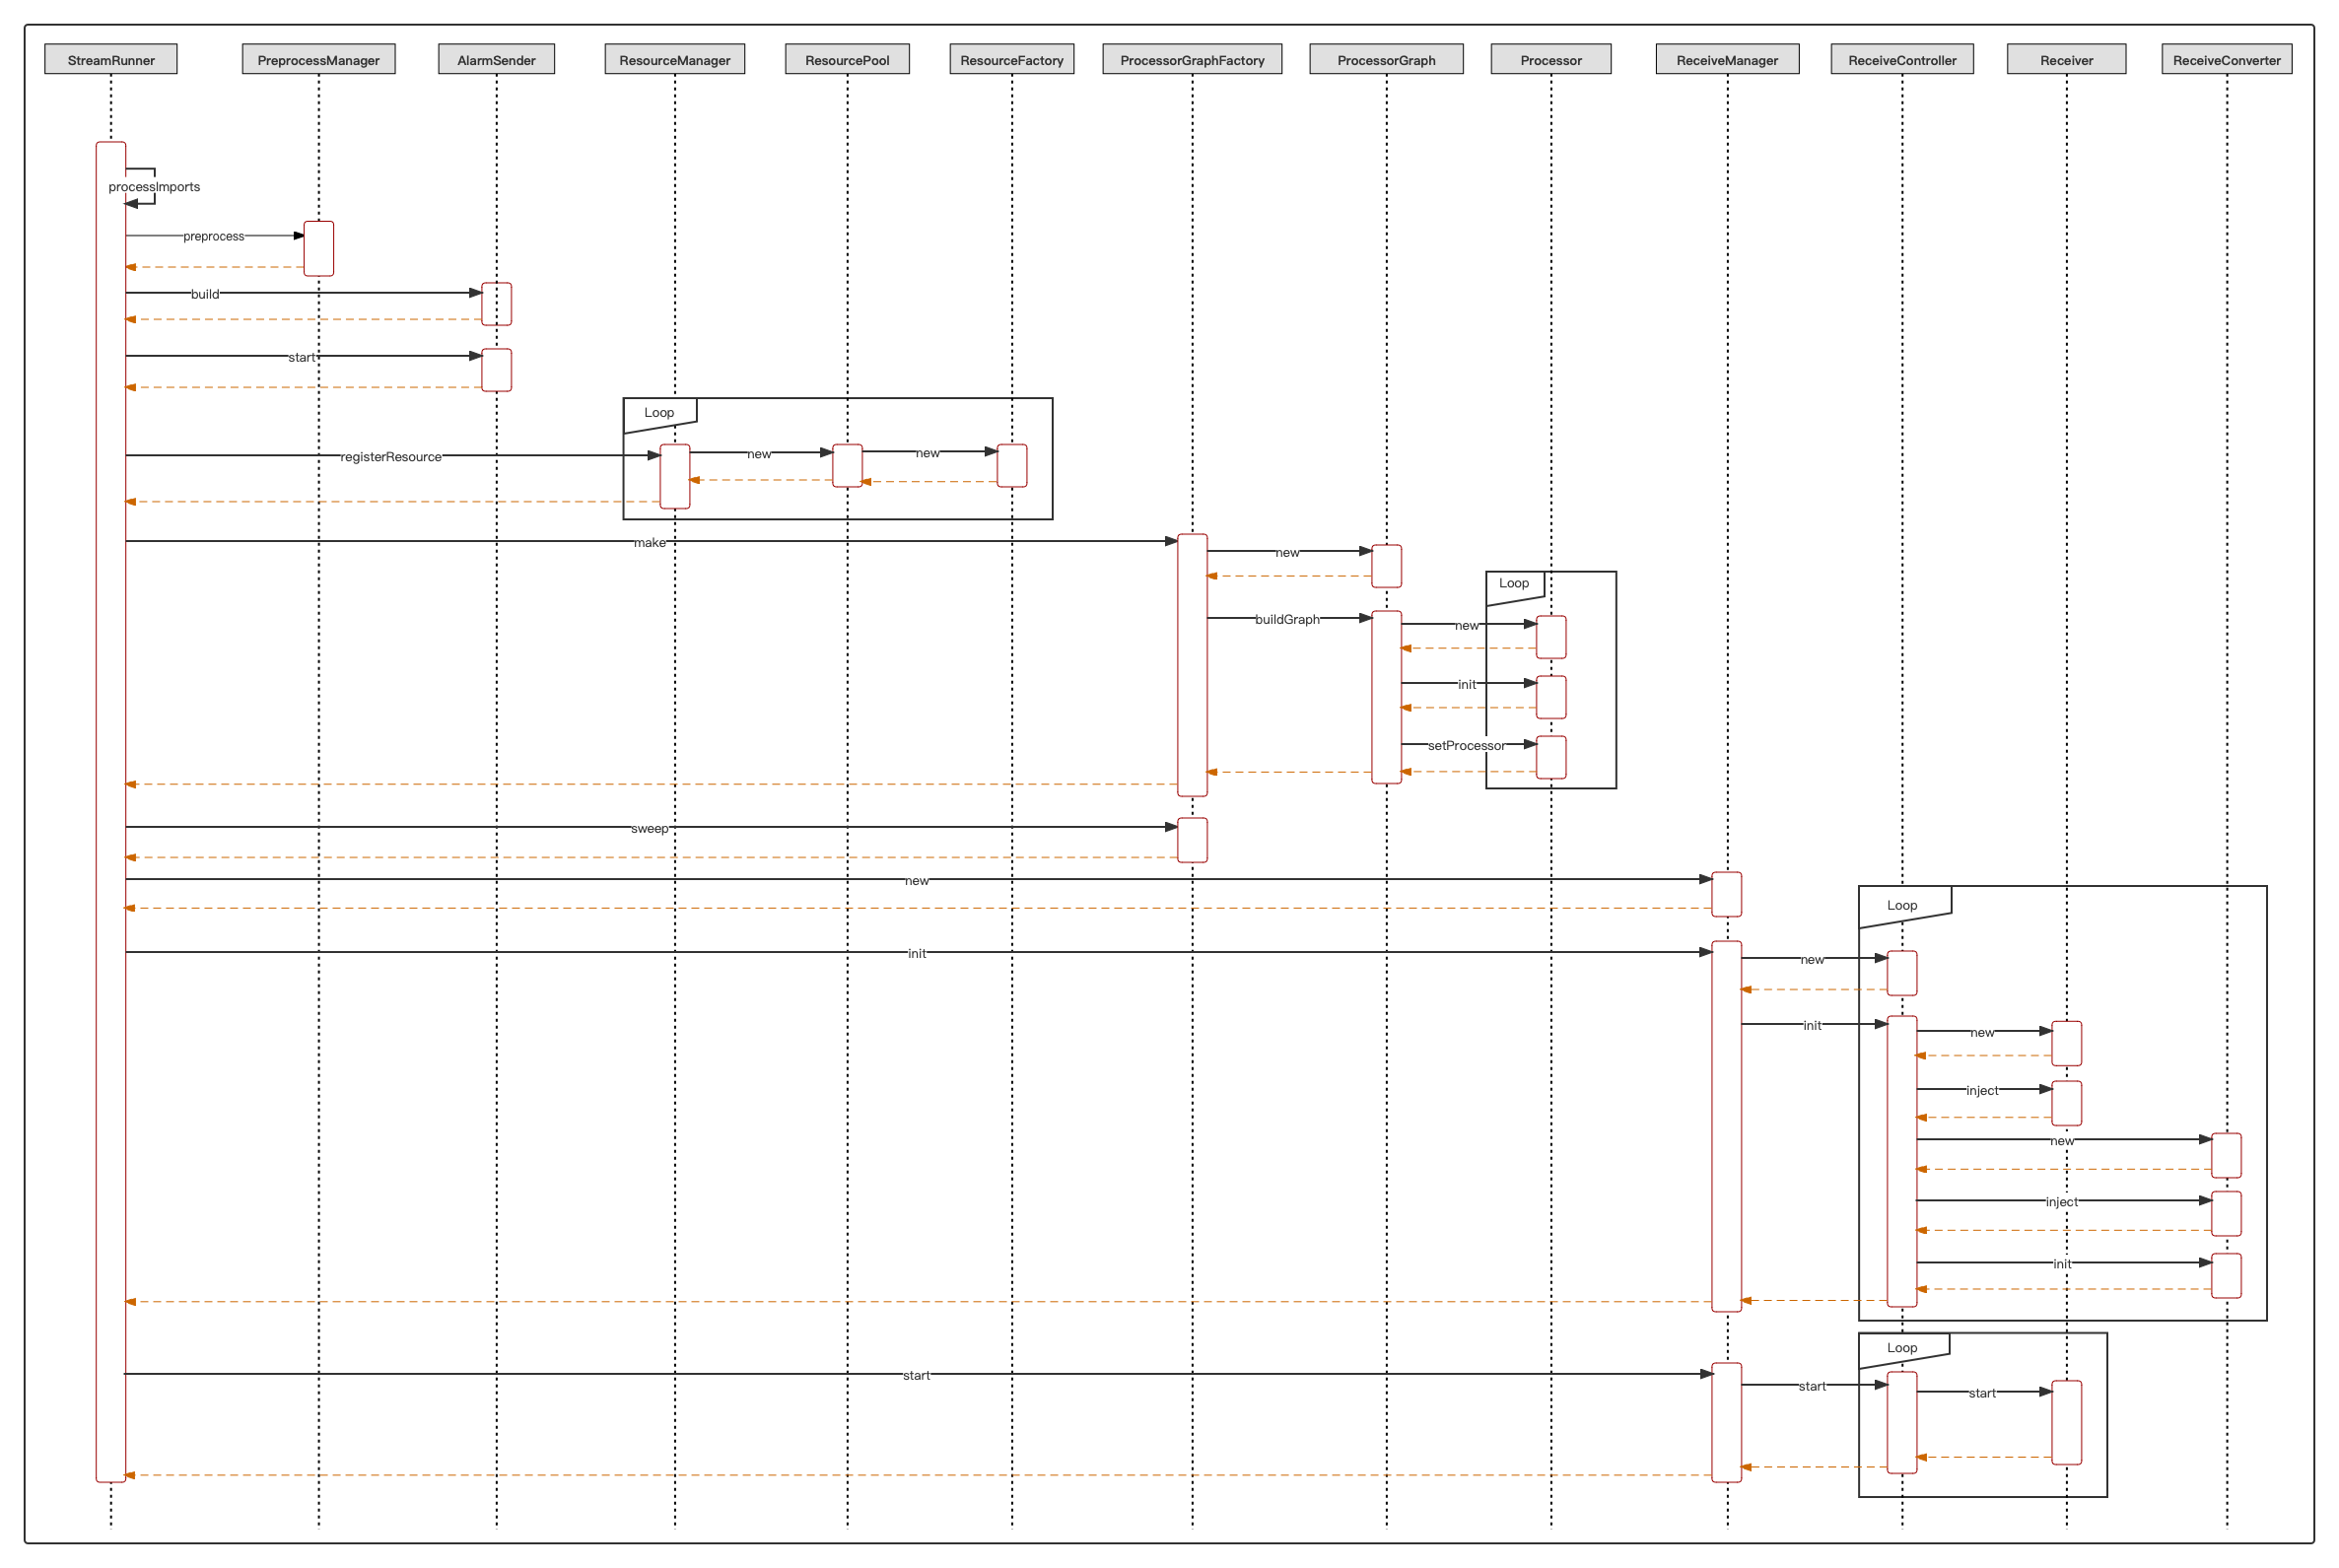 StreamRunner
PreprocessManager
AlarmSender
ResourceManager
ResourcePool
ResourceFactory
ProcessorGraphFactory
ProcessorGraph
Processor
ReceiveManager
ReceiveController
Receiver
ReceiveConverter
processImports
preprocess
build
start
Loop
registerResource
new
new
make
new
Loop
buildGraph
new
init
setProcessor
sweep
new
Loop
init
new
init
new
inject
new
inject
init
Loop
start
start
start